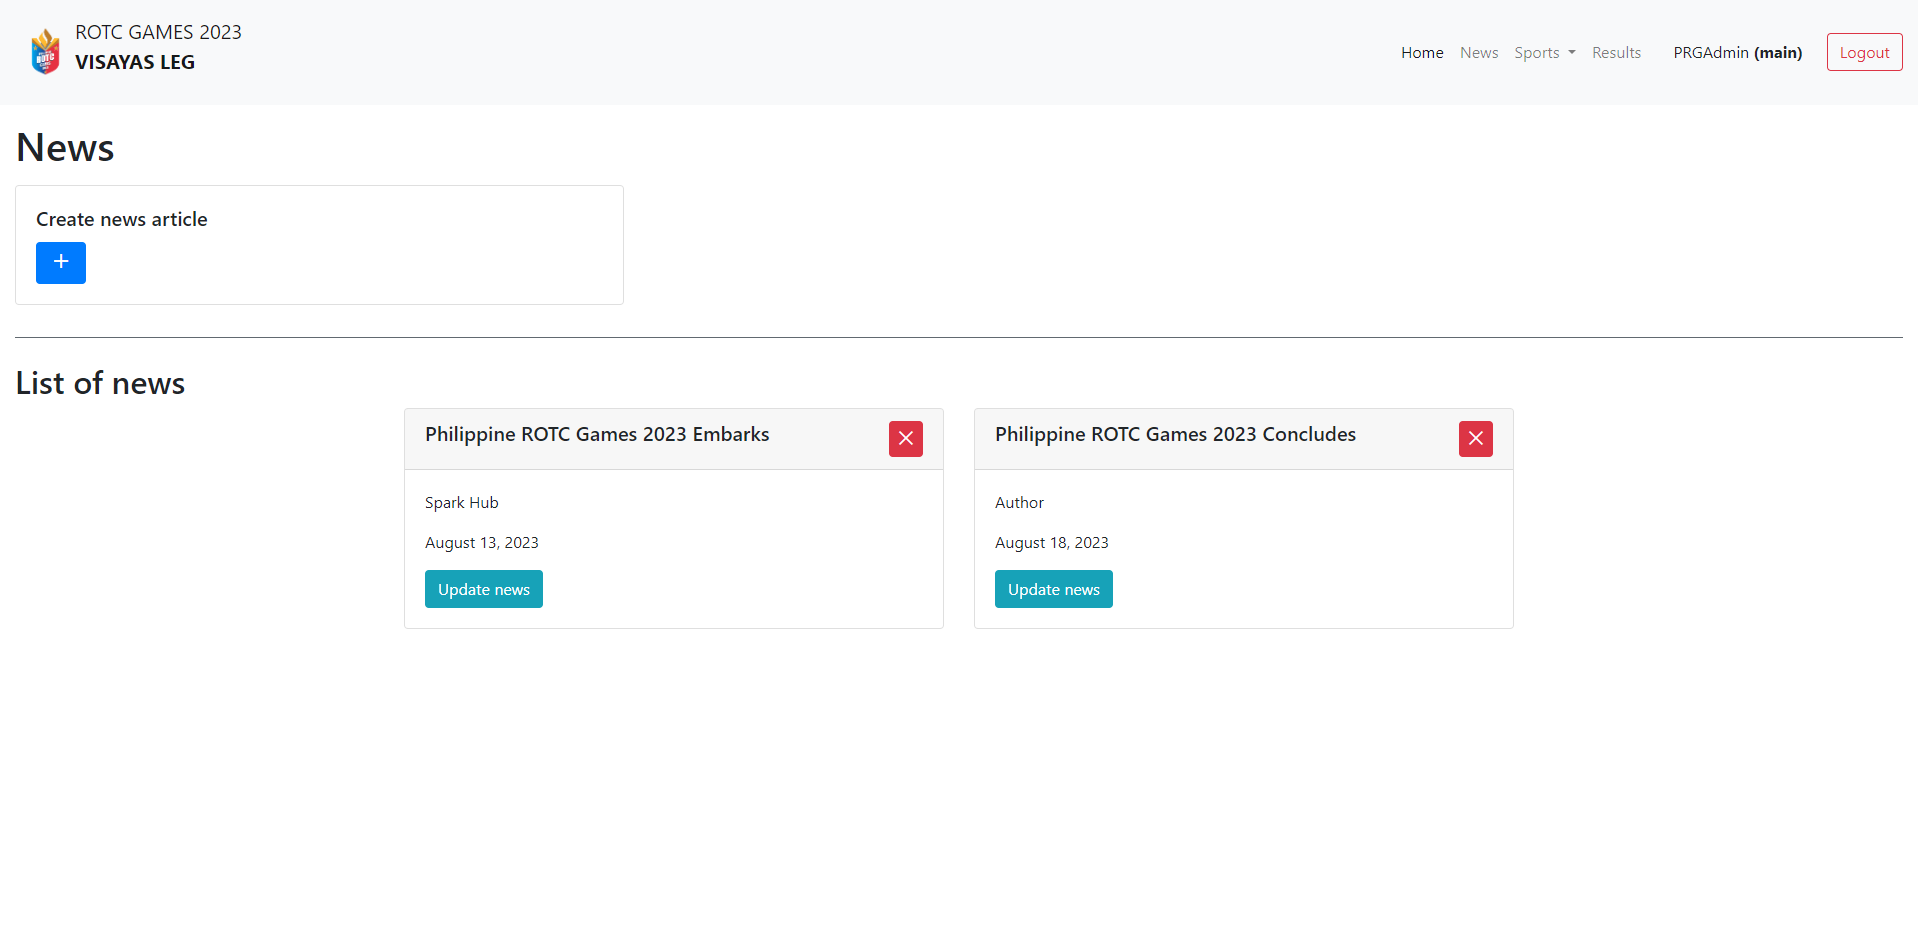 ROTC GAMES 2023
VISAYAS LEG
Home News Sports Results PRGAdmin (main) Logout
News
Create news article
+
List of news
Philippine ROTC Games 2023 Embarks
Spark Hub
August 13, 2023
Update news
Philippine ROTC Games 2023 Concludes
Author
August 18, 2023
Update news